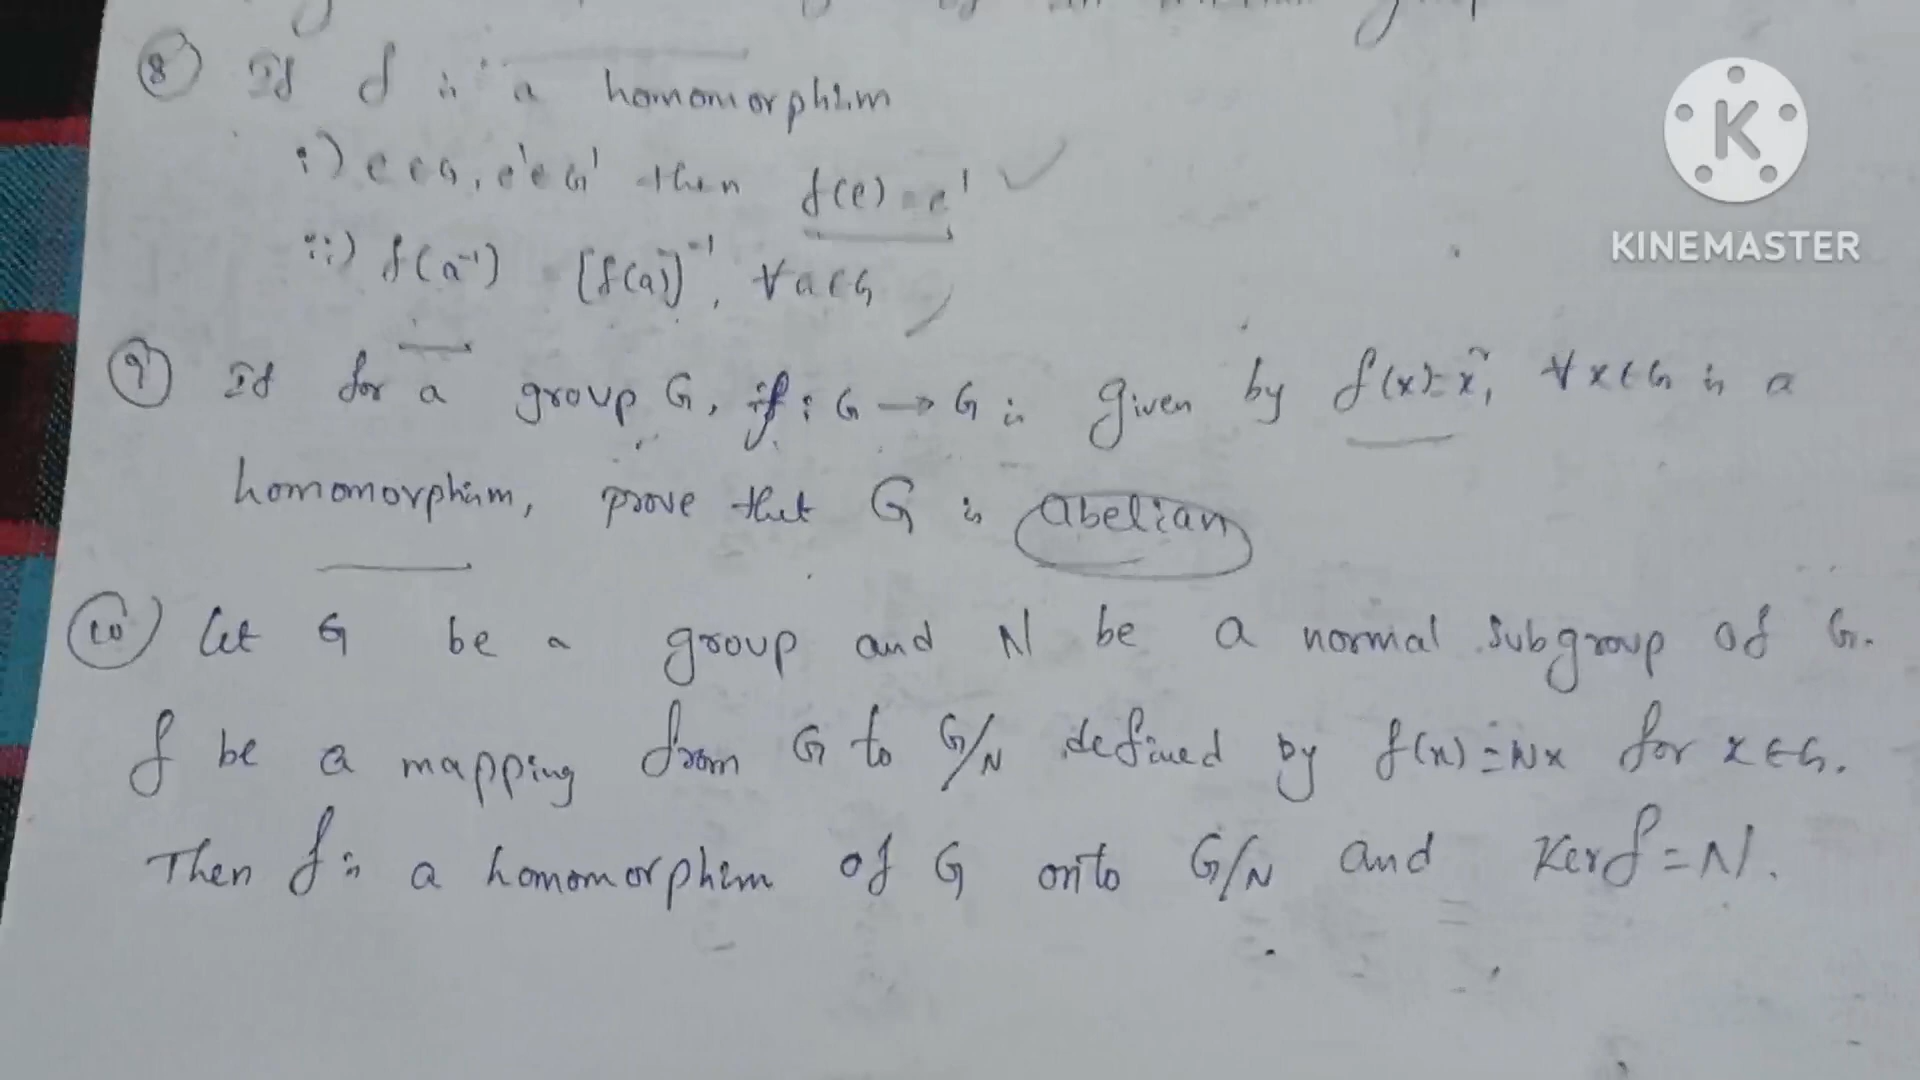 ⑧ If f is a homomorphism
i) e ∈ G, e' ∈ G' then f(e) = e'
ii) f(a⁻¹) [f(a)]⁻¹, ∀ a ∈ G
⑨ If for a group G, f : G → G is given by f(x) = x², ∀ x ∈ G is a
homomorphism, prove that G is abelian
⑩ Let G be a group and N be a normal subgroup of G.
f be a mapping from G to G/N defined by f(x) = Nx for x ∈ G.
Then f is a homomorphism of G onto G/N and Ker f = N.
K
KINEMASTER